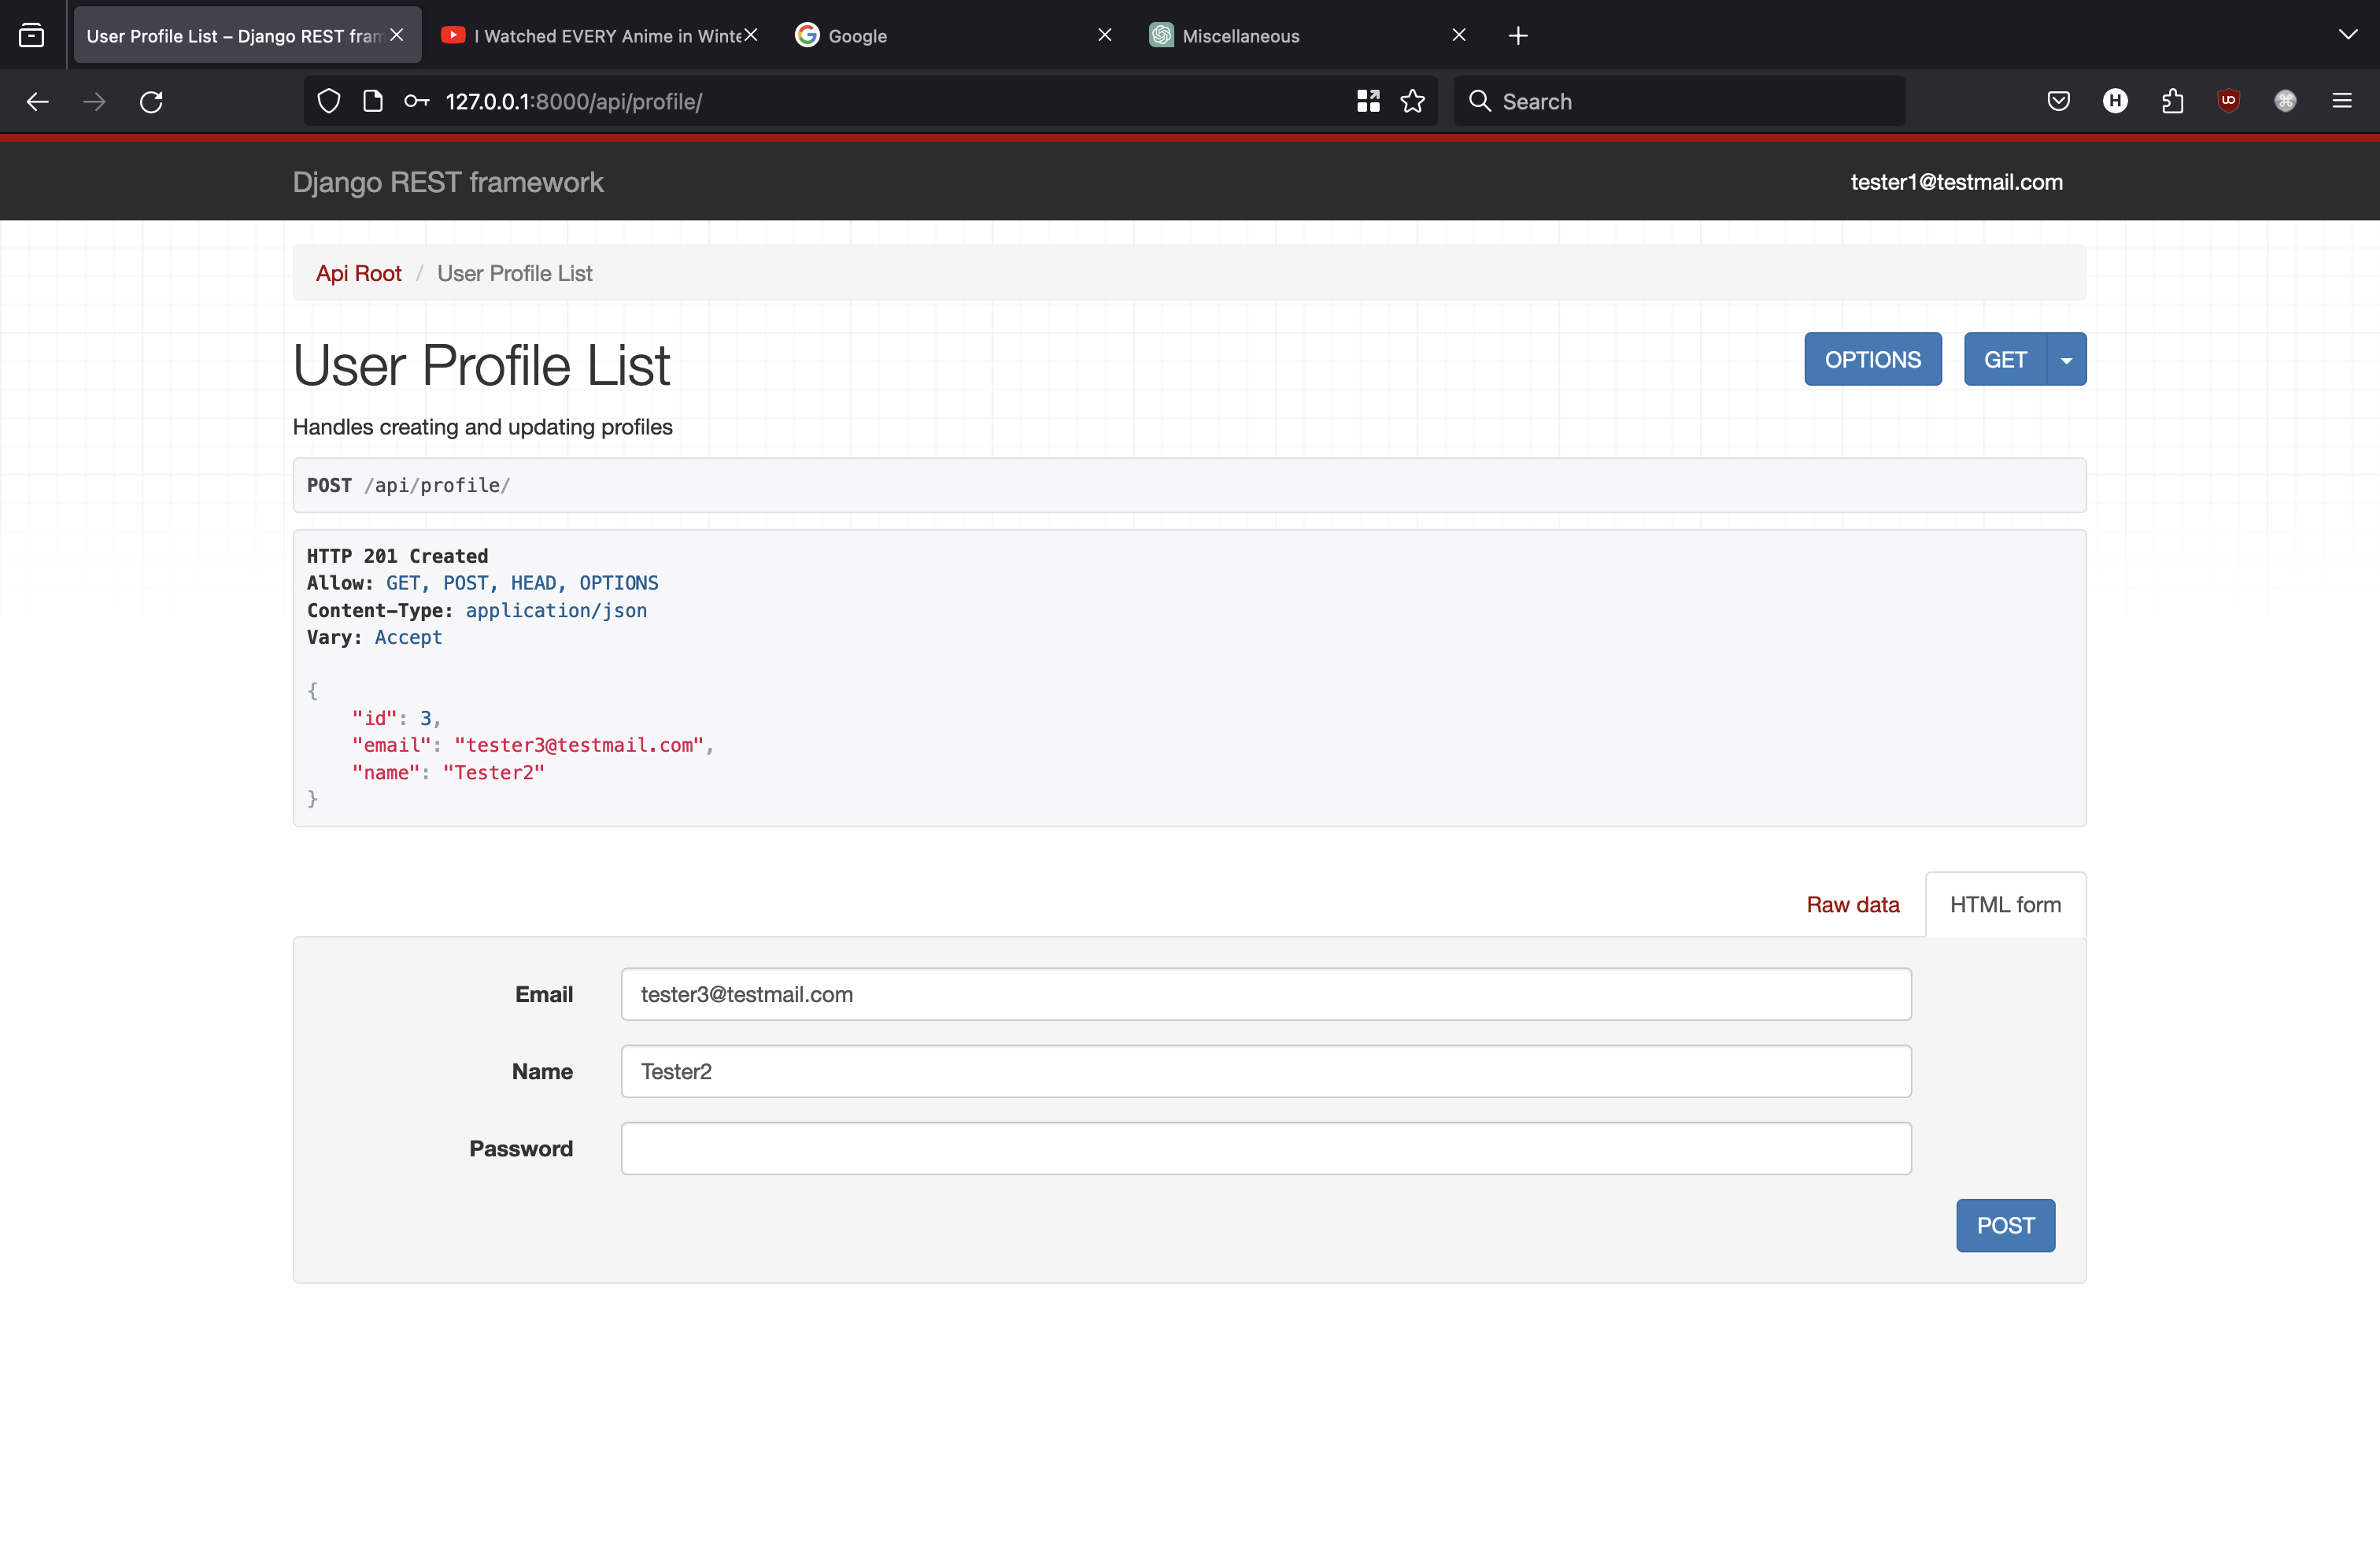 User Profile List – Django REST fram
I Watched EVERY Anime in Winte
Google
Miscellaneous
127.0.0.1:8000/api/profile/
Search
Django REST framework
tester1@testmail.com
Api Root / User Profile List
User Profile List
OPTIONS
GET
Handles creating and updating profiles
POST /api/profile/
HTTP 201 Created
Allow: GET, POST, HEAD, OPTIONS
Content-Type: application/json
Vary: Accept
{
"id": 3,
"email": "tester3@testmail.com",
"name": "Tester2"
}
Raw data
HTML form
Email
tester3@testmail.com
Name
Tester2
Password
POST